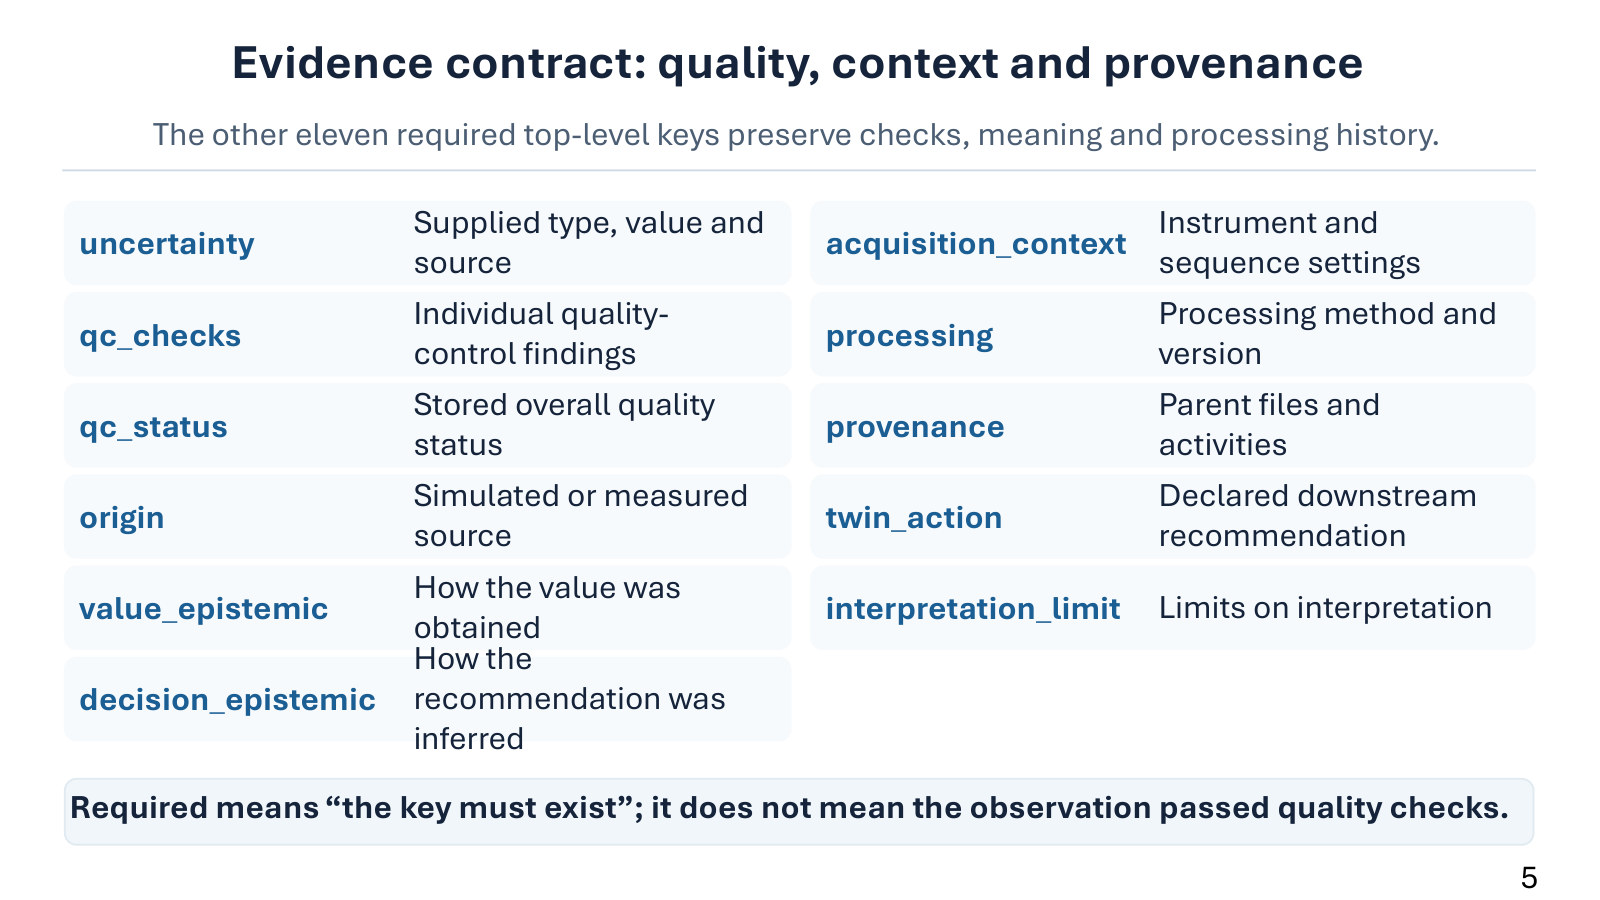 Evidence contract: quality, context and provenance
The other eleven required top-level keys preserve checks, meaning and processing history.
uncertainty
Supplied type, value and
source
qc_checks
Individual quality-
control findings
qc_status
Stored overall quality
status
origin
Simulated or measured
source
value_epistemic
How the value was
obtained
decision_epistemic
How the
recommendation was
inferred
acquisition_context
Instrument and
sequence settings
processing
Processing method and
version
provenance
Parent files and
activities
twin_action
Declared downstream
recommendation
interpretation_limit
Limits on interpretation
Required means “the key must exist”; it does not mean the observation passed quality checks.
5